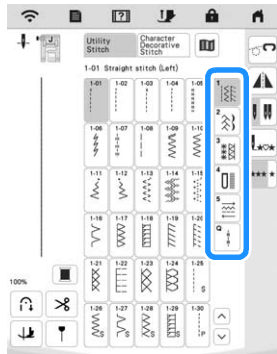 J
Utility Stitch
Character Decorative Stitch
1-01 Straight stitch (Left)
1-01 1-02 1-03 1-04 1-05
1
2
1-06 1-07 1-08 1-09 1-10
3
1-11 1-12 1-13 1-14 1-15
4
5
1-16 1-17 1-18 1-19 1-20
Q
1-21 1-22 1-23 1-24 1-25
S
100%
1-26 1-27 1-28 1-29 1-30
S S S P